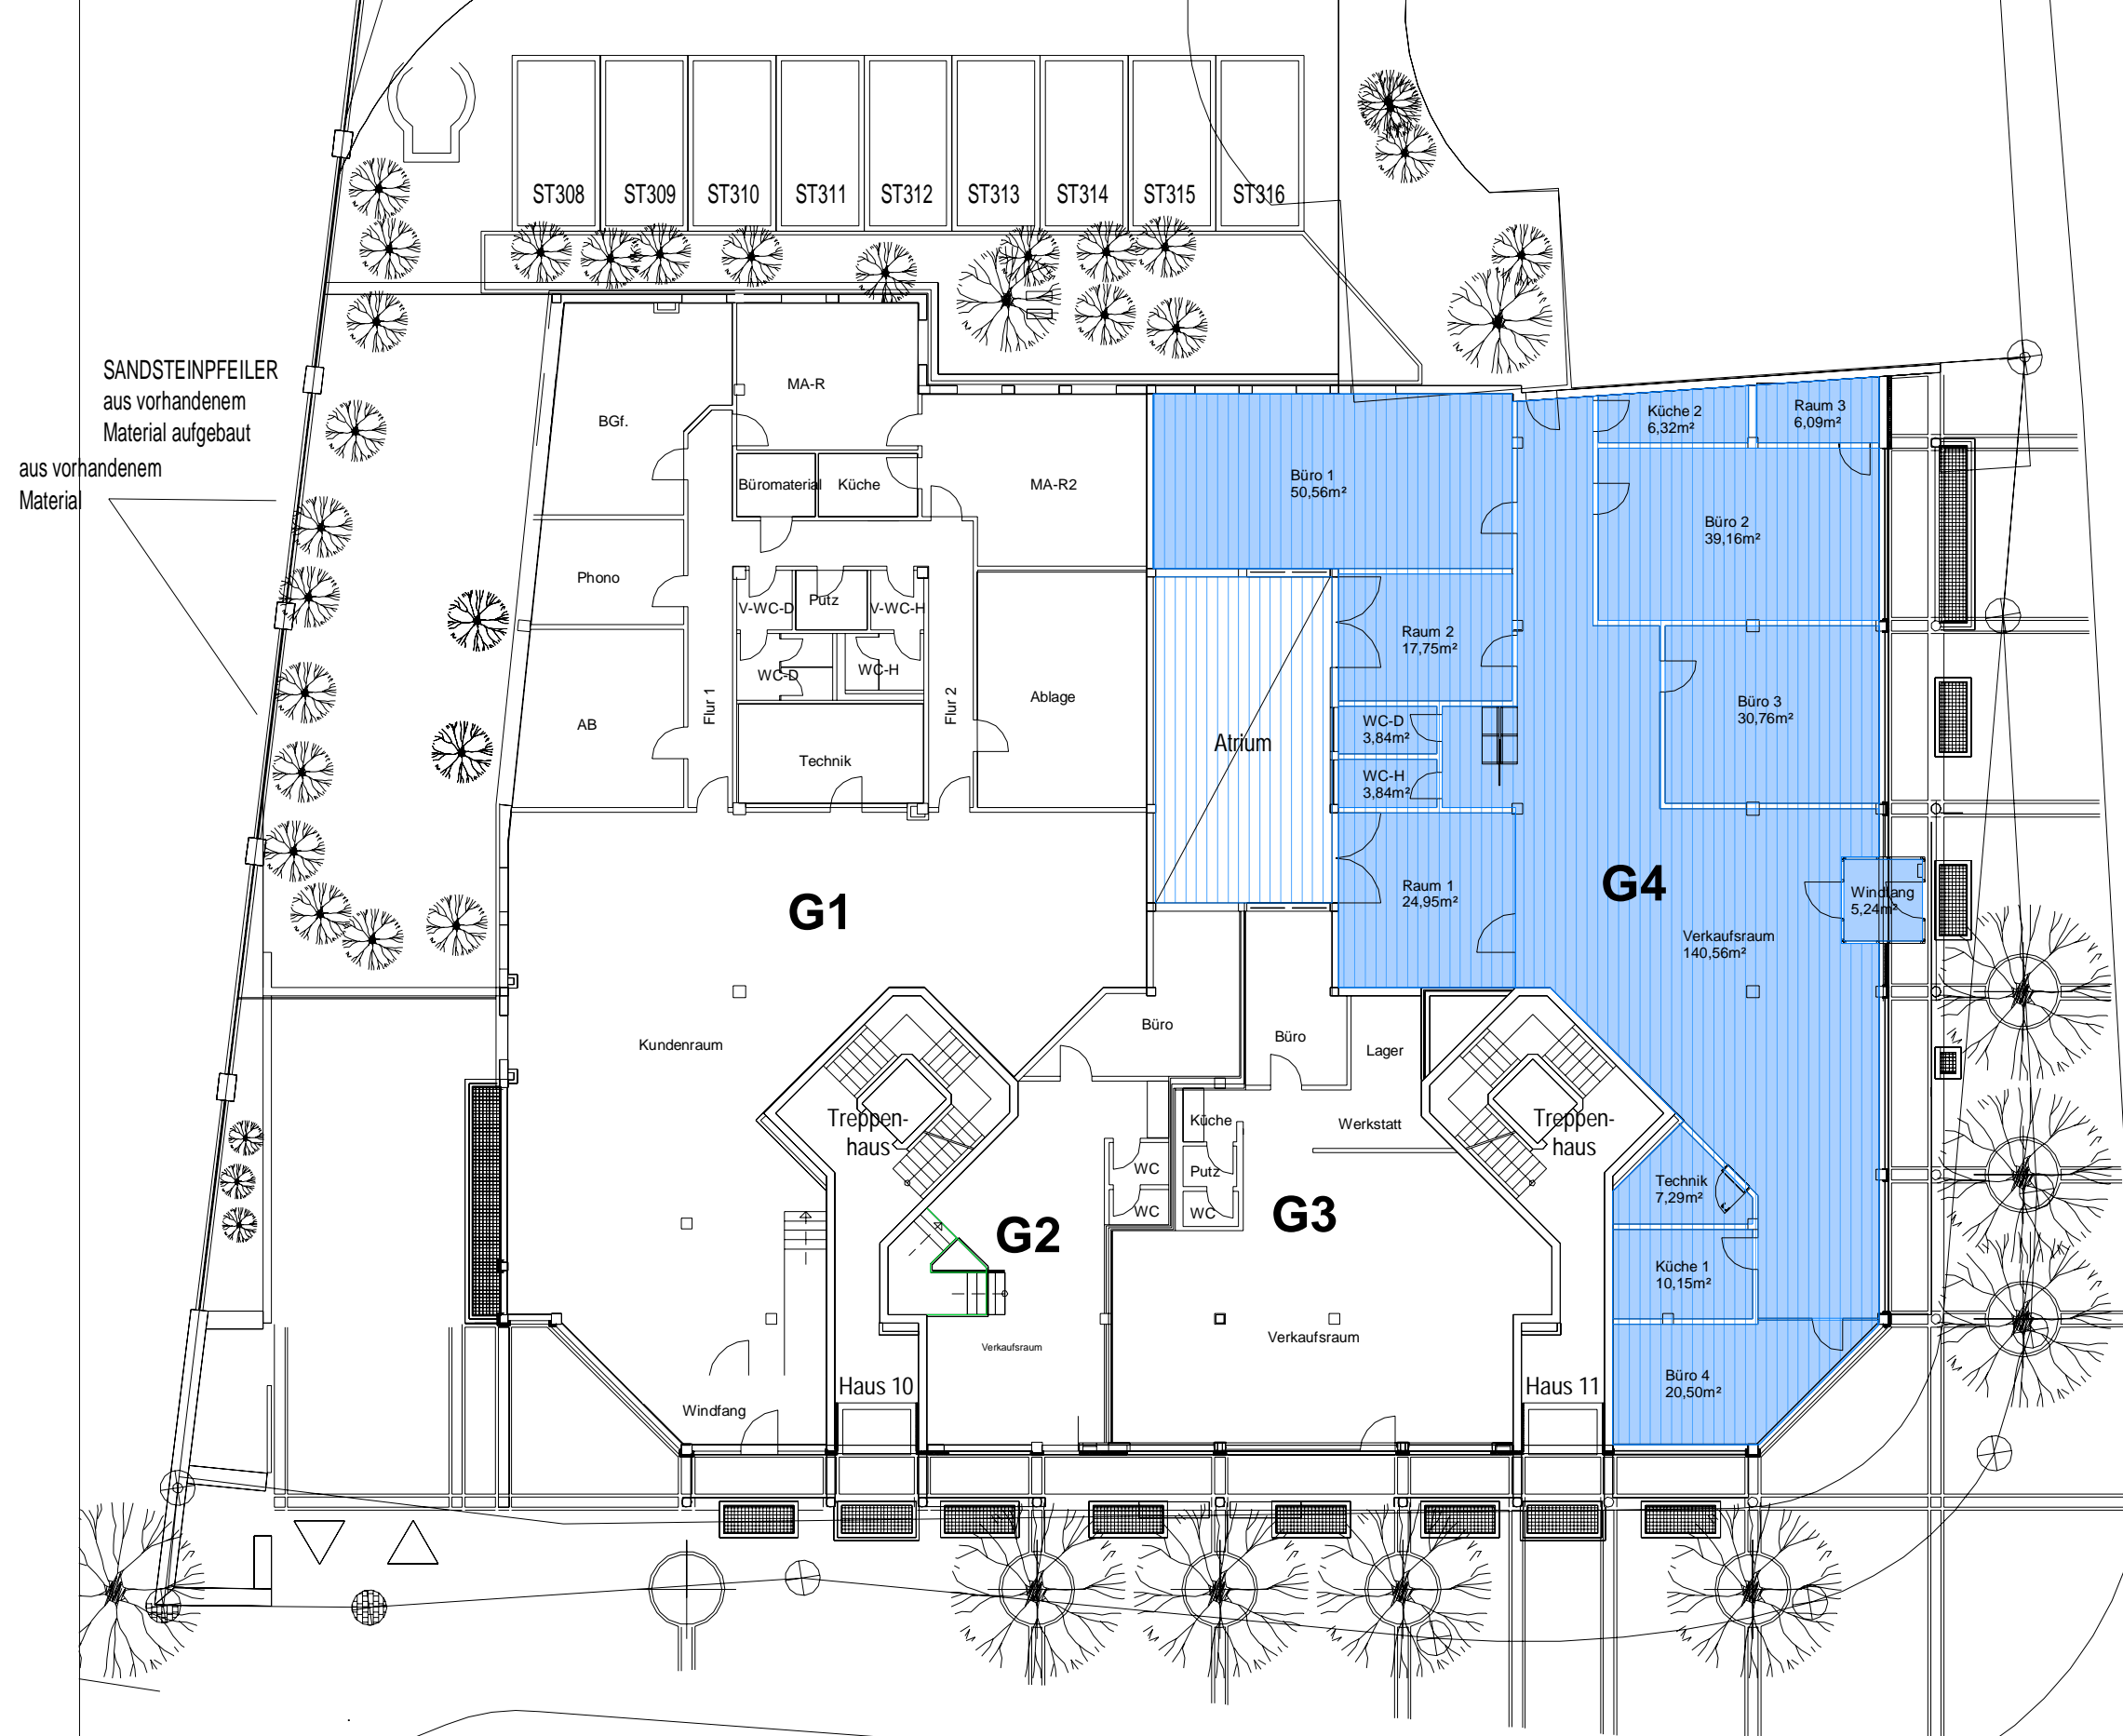 ST308 ST309 ST310 ST311 ST312 ST313 ST314 ST315 ST316
SANDSTEINPFEILER
aus vorhandenem
Material aufgebaut
aus vorhandenem
Material
BGf.
MA-R
Büromaterial
Küche
MA-R2
Phono
V-WC-D
Putz
V-WC-H
WC-D
WC-H
AB
Flur 1
Flur 2
Technik
Ablage
G1
Kundenraum
Treppen-
haus
Windfang
Haus 10
Büro
G2
WC
WC
Verkaufsraum
Atrium
Büro
Lager
Küche
Werkstatt
Putz
WC
G3
Verkaufsraum
Treppen-
haus
Haus 11
Büro 1
50,56m²
Küche 2
6,32m²
Raum 3
6,09m²
Büro 2
39,16m²
Raum 2
17,75m²
Büro 3
30,76m²
WC-D
3,84m²
WC-H
3,84m²
Raum 1
24,95m²
G4
Windfang
5,24m²
Verkaufsraum
140,56m²
Technik
7,29m²
Küche 1
10,15m²
Büro 4
20,50m²